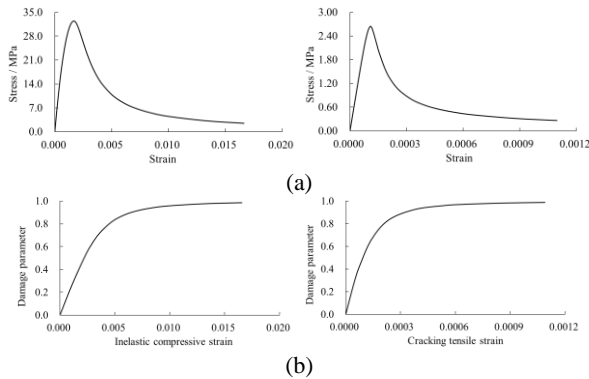 35.0
28.0
21.0
14.0
7.0
0.0
Stress / MPa
0.000 0.005 0.010 0.015 0.020
Strain
3.00
2.40
1.80
1.20
0.60
0.00
Stress / MPa
0.0000 0.0003 0.0006 0.0009 0.0012
Strain
(a)
1.0
0.8
0.6
0.4
0.2
0.0
Damage parameter
0.000 0.005 0.010 0.015 0.020
Inelastic compressive strain
1.0
0.8
0.6
0.4
0.2
0.0
Damage parameter
0.0000 0.0003 0.0006 0.0009 0.0012
Cracking tensile strain
(b)